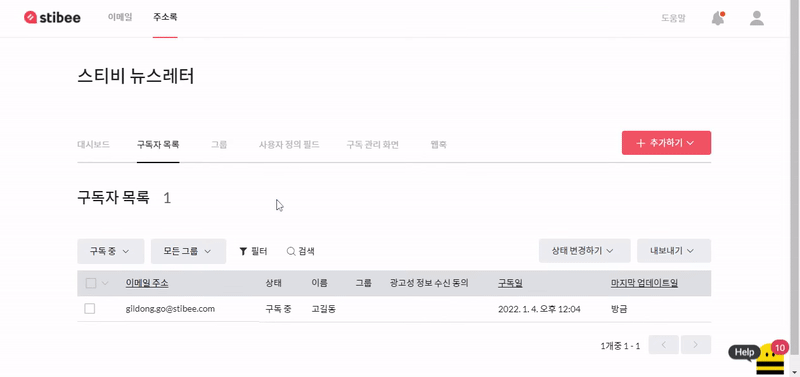 stibee 이메일 주소록 도움말
스티비 뉴스레터
대시보드 구독자 목록 그룹 사용자 정의 필드 구독 관리 화면 웹훅 + 추가하기
구독자 목록 1
구독 중 모든 그룹 필터 검색 상태 변경하기 내보내기
이메일 주소 상태 이름 그룹 광고성 정보 수신 동의 구독일 마지막 업데이트일
gildong.go@stibee.com 구독 중 고길동 2022. 1. 4. 오후 12:04 방금
1개중 1 - 1
Help 10